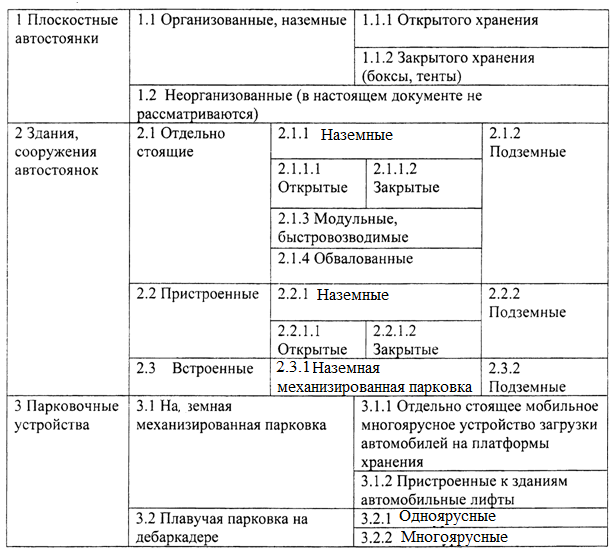 1 Плоскостные
автостоянки
1.1 Организованные, наземные
1.1.1 Открытого хранения
1.1.2 Закрытого хранения
(боксы, тенты)
1.2 Неорганизованные (в настоящем документе не
рассматриваются)
2 Здания,
сооружения
автостоянок
2.1 Отдельно
стоящие
2.1.1 Наземные
2.1.2
Подземные
2.1.1.1
Открытые
2.1.1.2
Закрытые
2.1.3 Модульные,
быстровозводимые
2.1.4 Обвалованные
2.2 Пристроенные
2.2.1 Наземные
2.2.2
Подземные
2.2.1.1
Открытые
2.2.1.2
Закрытые
2.3 Встроенные
2.3.1 Наземная
механизированная парковка
2.3.2
Подземные
3 Парковочные
устройства
3.1 На, земная
механизированная парковка
3.1.1 Отдельно стоящее мобильное
многоярусное устройство загрузки
автомобилей на платформы
хранения
3.1.2 Пристроенные к зданиям
автомобильные лифты
3.2 Плавучая парковка на
дебаркадере
3.2.1 Одноярусные
3.2.2 Многоярусные